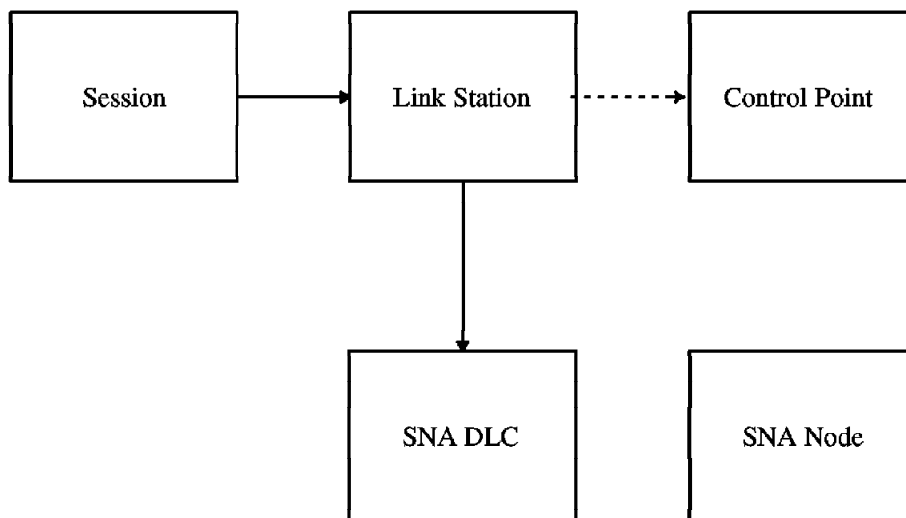 Session
Link Station
Control Point
SNA DLC
SNA Node